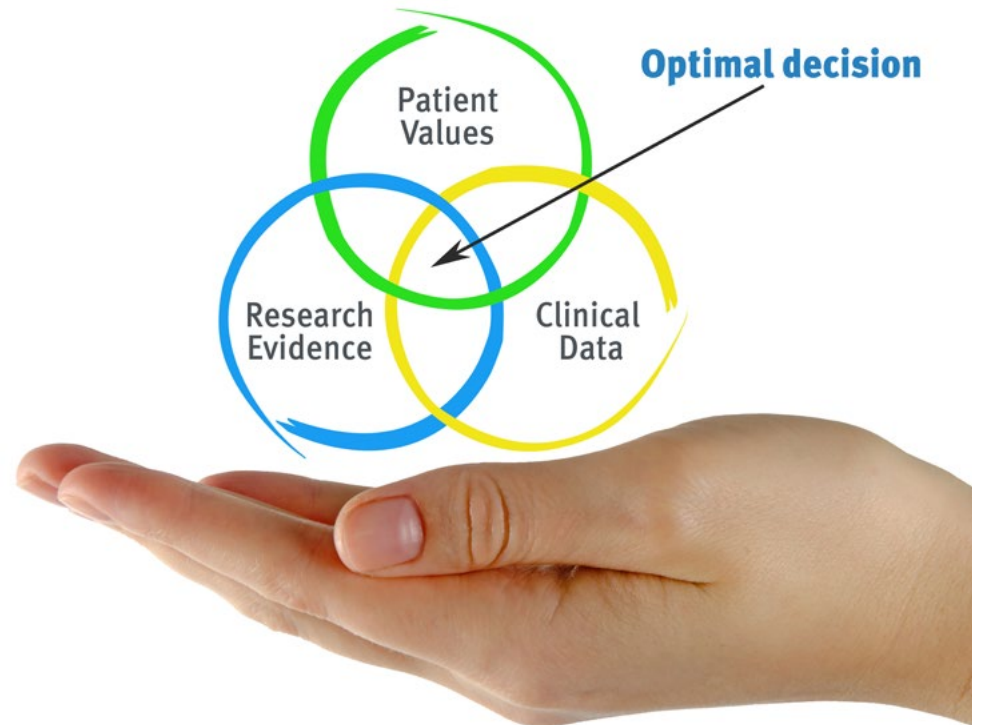 Optimal decision
Patient
Values
Research
Evidence
Clinical
Data